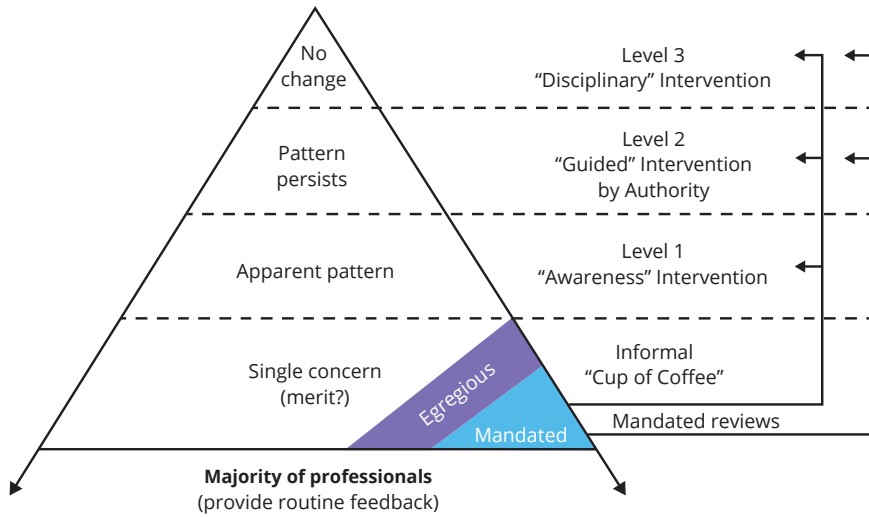 No
change
Level 3
“Disciplinary” Intervention
Pattern
persists
Level 2
“Guided” Intervention
by Authority
Apparent pattern
Level 1
“Awareness” Intervention
Single concern
(merit?)
Egregious
Mandated
Informal
“Cup of Coffee”
Mandated reviews
Majority of professionals
(provide routine feedback)